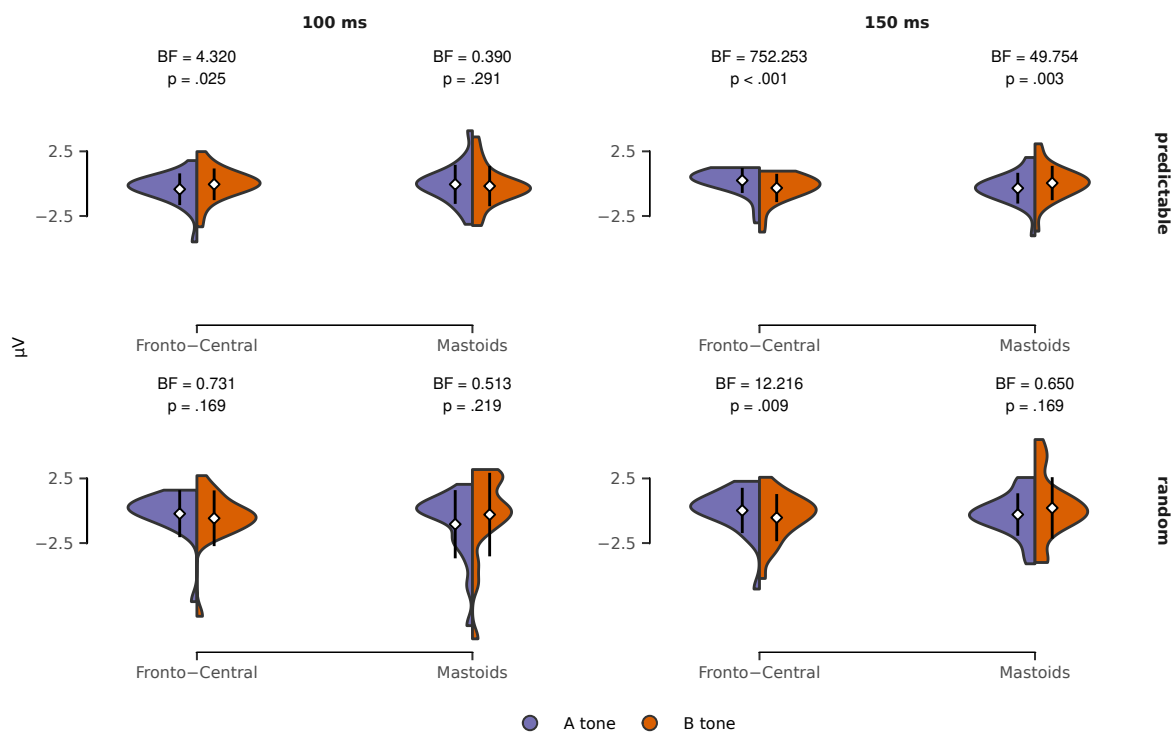 100 ms
150 ms
BF = 4.320
p = .025
BF = 0.390
p = .291
BF = 752.253
p < .001
BF = 49.754
p = .003
predictable
2.5
−2.5
2.5
−2.5
Fronto−Central
Mastoids
Fronto−Central
Mastoids
µV
BF = 0.731
p = .169
BF = 0.513
p = .219
BF = 12.216
p = .009
BF = 0.650
p = .169
random
2.5
−2.5
2.5
−2.5
Fronto−Central
Mastoids
Fronto−Central
Mastoids
A tone
B tone